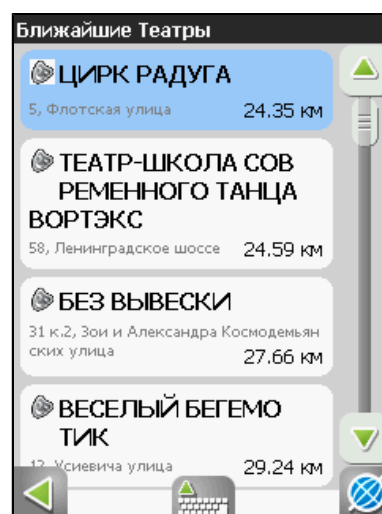 Ближайшие Театры
ЦИРК РАДУГА
5, Флотская улица 24.35 км
ТЕАТР-ШКОЛА СОВ
РЕМЕННОГО ТАНЦА
ВОРТЭКС
58, Ленинградское шоссе 24.59 км
БЕЗ ВЫВЕСКИ
31 к.2, Зои и Александра Космодемьян
ских улица 27.66 км
ВЕСЕЛЫЙ БЕГЕМО
ТИК
Усиевича улица 29.24 км